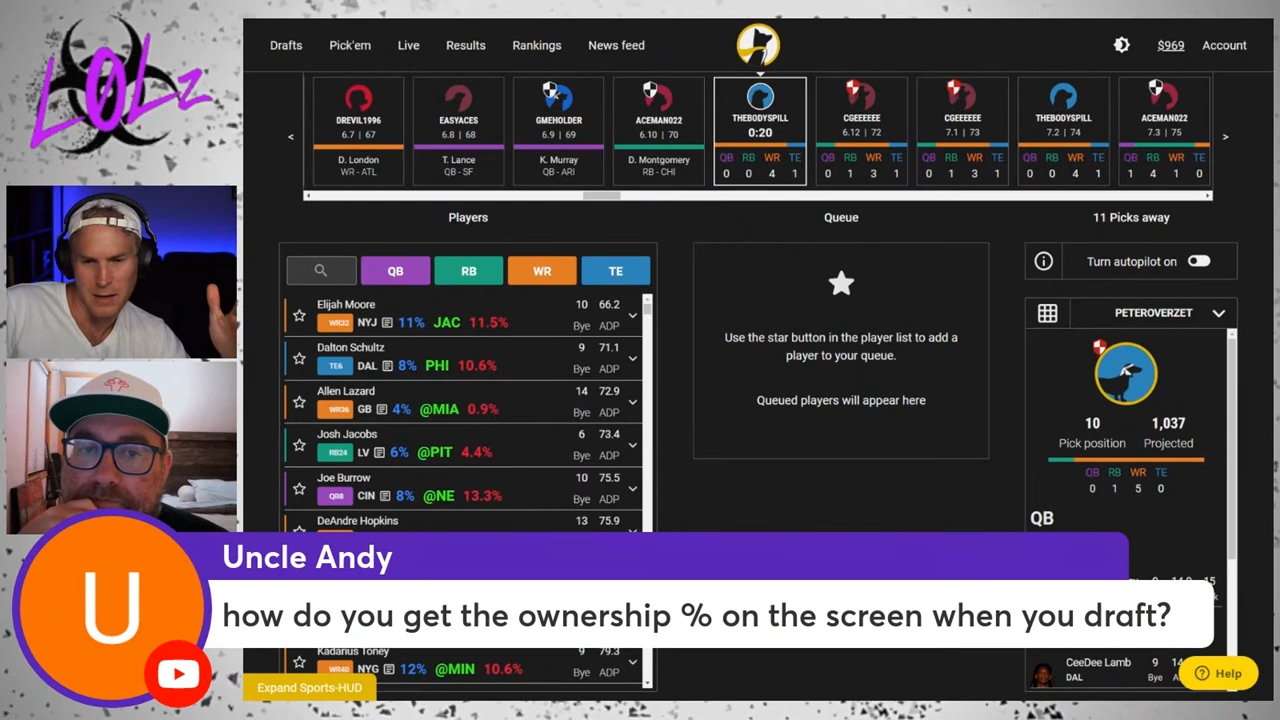 LOLz
Drafts Pick'em Live Results Rankings News feed $969 Account
<
DREVIL1996
6.7 | 67
D. London
WR - ATL
EASYACES
6.8 | 68
T. Lance
QB - SF
GMEHOLDER
6.9 | 69
K. Murray
QB - ARI
ACEMAN022
6.10 | 70
D. Montgomery
RB - CHI
THEBODYSPILL
0:20
QB RB WR TE
0 0 4 1
CGEEEEEE
6.12 | 72
QB RB WR TE
0 1 3 1
CGEEEEEE
7.1 | 73
QB RB WR TE
0 1 3 1
THEBODYSPILL
7.2 | 74
QB RB WR TE
0 0 4 1
ACEMAN022
7.3 | 75
QB RB WR TE
1 4 1 0
>
Players
QB RB WR TE
Elijah Moore 10 66.2
WR32 NYJ 11% JAC 11.5% Bye ADP
Dalton Schultz 9 71.1
TE6 DAL 8% PHI 10.6% Bye ADP
Allen Lazard 14 72.9
WR36 GB 4% @MIA 0.9% Bye ADP
Josh Jacobs 6 73.4
RB24 LV 6% @PIT 4.4% Bye ADP
Joe Burrow 10 75.5
QB8 CIN 8% @NE 13.3% Bye ADP
DeAndre Hopkins 13 75.9
Kadarius Toney 9 79.3
WR40 NYG 12% @MIN 10.6% Bye ADP
Expand Sports-HUD
Queue
Use the star button in the player list to add a
player to your queue.
Queued players will appear here
11 Picks away
Turn autopilot on
PETEROVERZET
10 1,037
Pick position Projected
QB RB WR TE
0 1 5 0
QB
CeeDee Lamb 9
DAL Bye
Help
U
Uncle Andy
how do you get the ownership % on the screen when you draft?